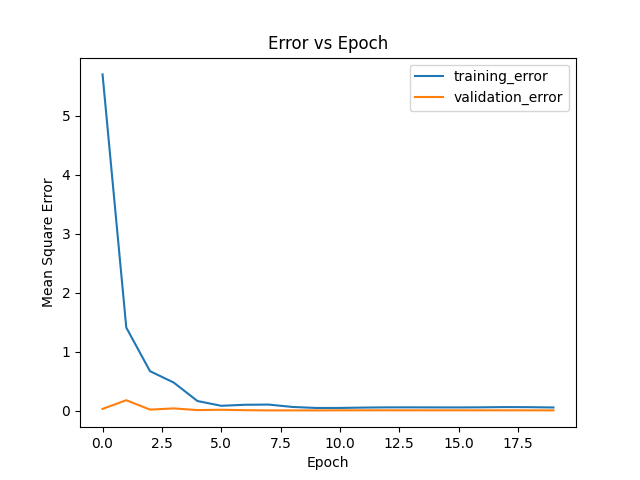 Error vs Epoch
training_error
validation_error
Mean Square Error
5
4
3
2
1
0
0.0 2.5 5.0 7.5 10.0 12.5 15.0 17.5
Epoch